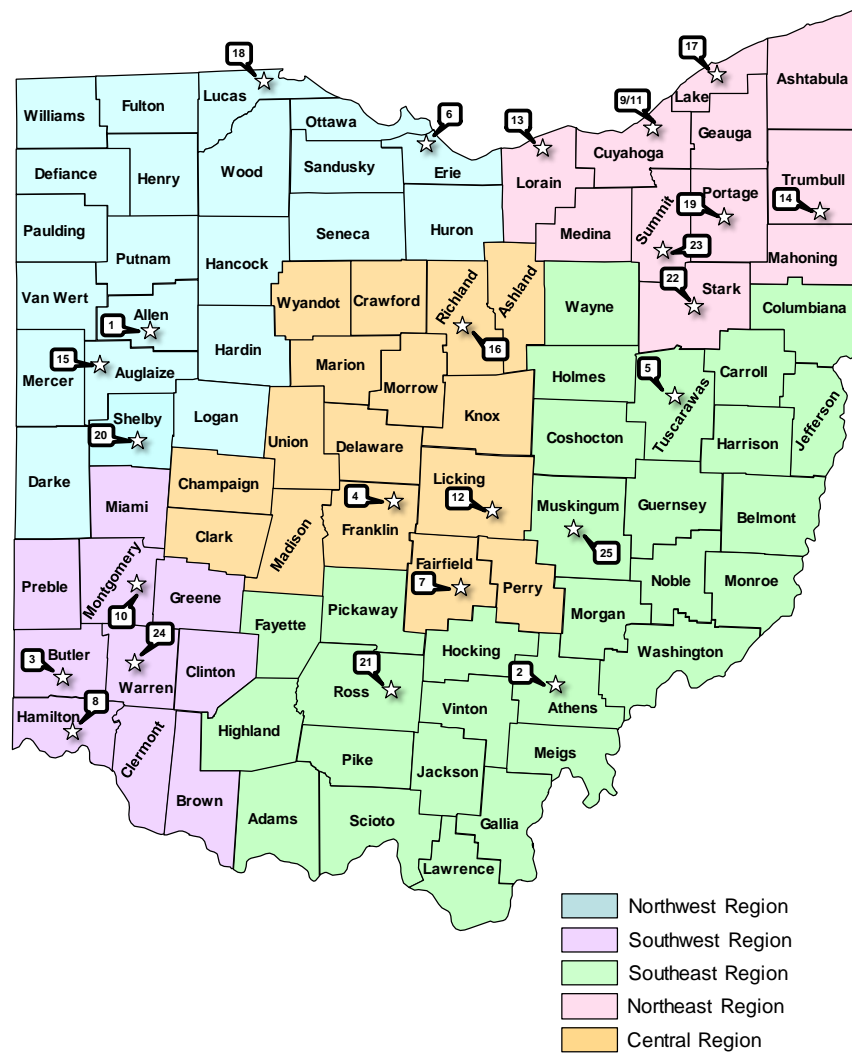 18
17
Lucas
Ashtabula
Williams
Fulton
Lake
6
9/11
Ottawa
13
Geauga
Cuyahoga
Wood
Sandusky
Erie
Defiance
Henry
Lorain
Trumbull
Portage
14
Summit
19
Paulding
Seneca
Huron
Medina
23
Putnam
Hancock
Mahoning
22
Stark
Van Wert
Wyandot
Crawford
Richland
Ashland
Wayne
Columbiana
Allen
1
16
Hardin
15
Marion
Auglaize
Mercer
Morrow
Holmes
5
Carroll
Tuscarawas
Jefferson
Shelby
Logan
Knox
20
Union
Delaware
Coshocton
Harrison
Darke
Champaign
Licking
4
12
Miami
Muskingum
Guernsey
Belmont
Clark
Madison
Franklin
25
Montgomery
Fairfield
Preble
Greene
7
Perry
Noble
Monroe
10
Fayette
Pickaway
Morgan
24
3
Butler
Hocking
Washington
Clinton
21
2
Warren
Ross
Athens
8
Hamilton
Vinton
Highland
Clermont
Pike
Meigs
Jackson
Brown
Adams
Scioto
Gallia
Lawrence
Northwest Region
Southwest Region
Southeast Region
Northeast Region
Central Region